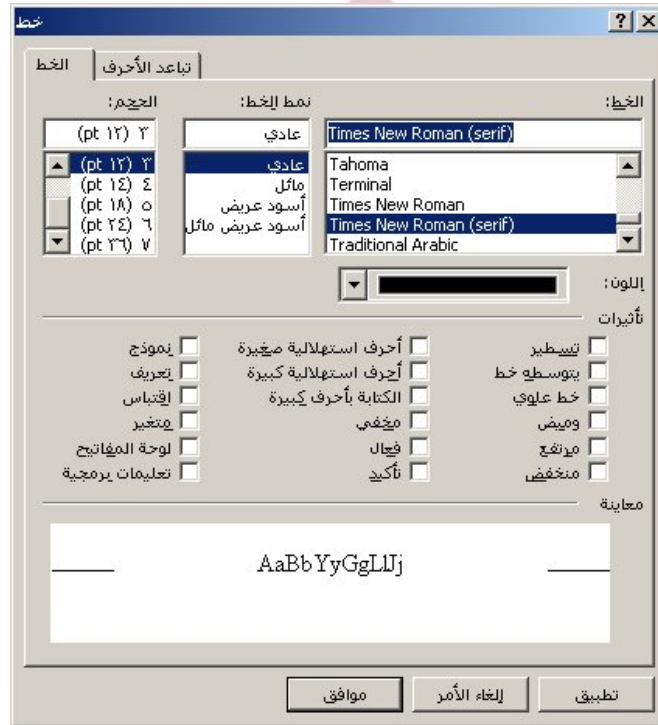 خط
الخط
تباعد الأحرف
الخط:
نمط الخط:
الحجم:
Times New Roman (serif)
عادي
٣ (١٢ pt)
Tahoma
Terminal
Times New Roman
Times New Roman (serif)
Traditional Arabic
عادي
مائل
أسود عريض
أسود عريض مائل
٣ (١٢ pt)
٤ (١٤ pt)
٥ (١٨ pt)
٦ (٢٤ pt)
٧ (٣٦ pt)
اللون:
تأثيرات
تسطير
أحرف استهلالية صغيرة
نموذج
يتوسطه خط
أحرف استهلالية كبيرة
تعريف
خط علوي
الكتابة بأحرف كبيرة
اقتباس
وميض
مخفي
متغير
مرتفع
فعال
لوحة المفاتيح
منخفض
تأكيد
تعليمات برمجية
معاينة
AaBbYyGgLlJj
موافق
إلغاء الأمر
تطبيق